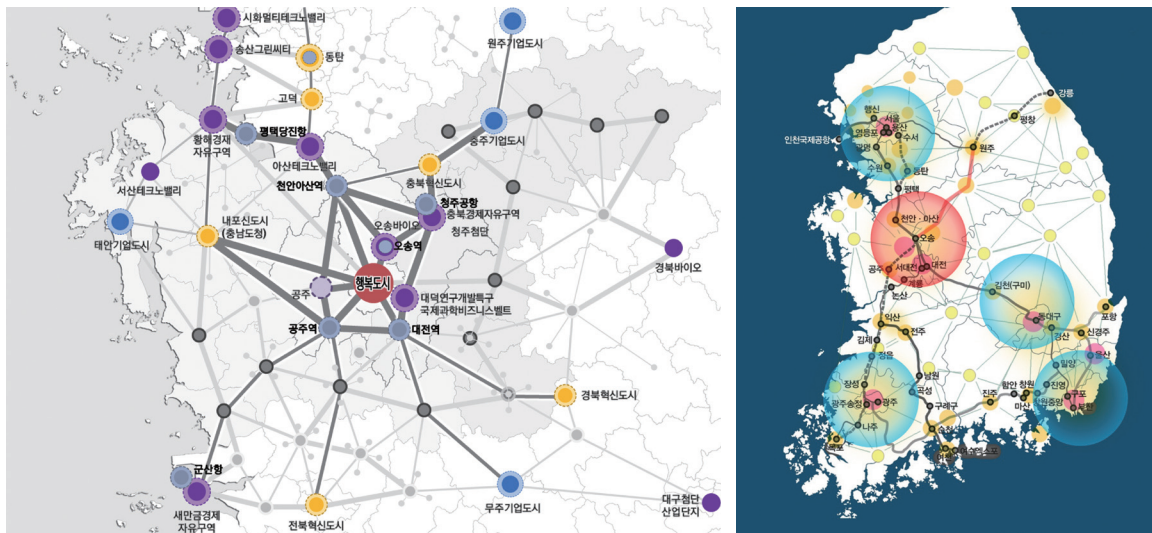 시화멀티테크노밸리
송산그린씨티
동탄
원주기업도시
고덕
황해경제
자유구역
평택당진항
아산테크노밸리
충주기업도시
서산테크노밸리
천안아산역
충북혁신도시
청주공항
충북경제자유구역
태안기업도시
내포신도시
(충남도청)
오송바이오
청주첨단
오송역
경북바이오
행복도시
공주
대덕연구개발특구
국제과학비즈니스벨트
공주역
대전역
경북혁신도시
군산항
새만금경제
자유구역
전북혁신도시
무주기업도시
대구첨단
산업단지
강릉
평창
행신
서울
용산
인천국제공항
영등포
수서
광명
원주
수원
동탄
평택
천안·아산
오송
공주
서대전
대전
계룡
논산
김천(구미)
포항
익산
동대구
전주
경산
신경주
김제
정읍
울산
밀양
장성
남원
함안
창원
진영
진주
구포
광주송정
광주
곡성
마산
창원중앙
부전
구례구
나주
순천
목포